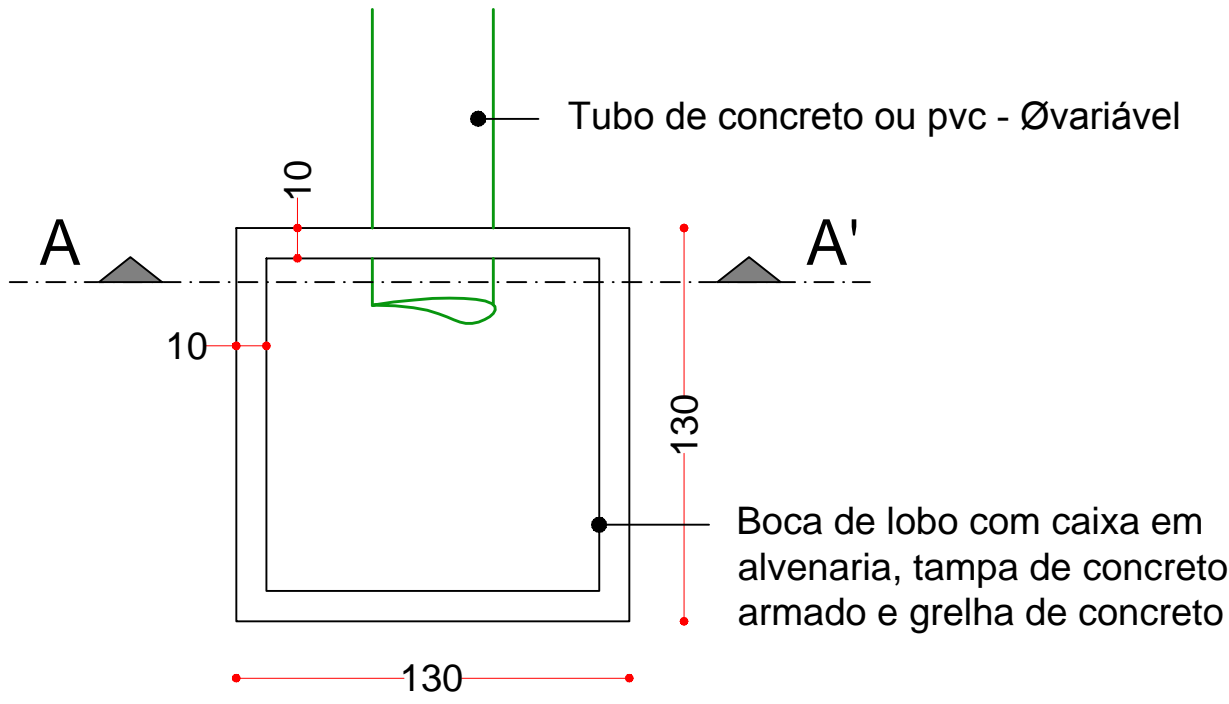 Tubo de concreto ou pvc - Øvariável
10
A
A'
10
130
Boca de lobo com caixa em
alvenaria, tampa de concreto
armado e grelha de concreto
130